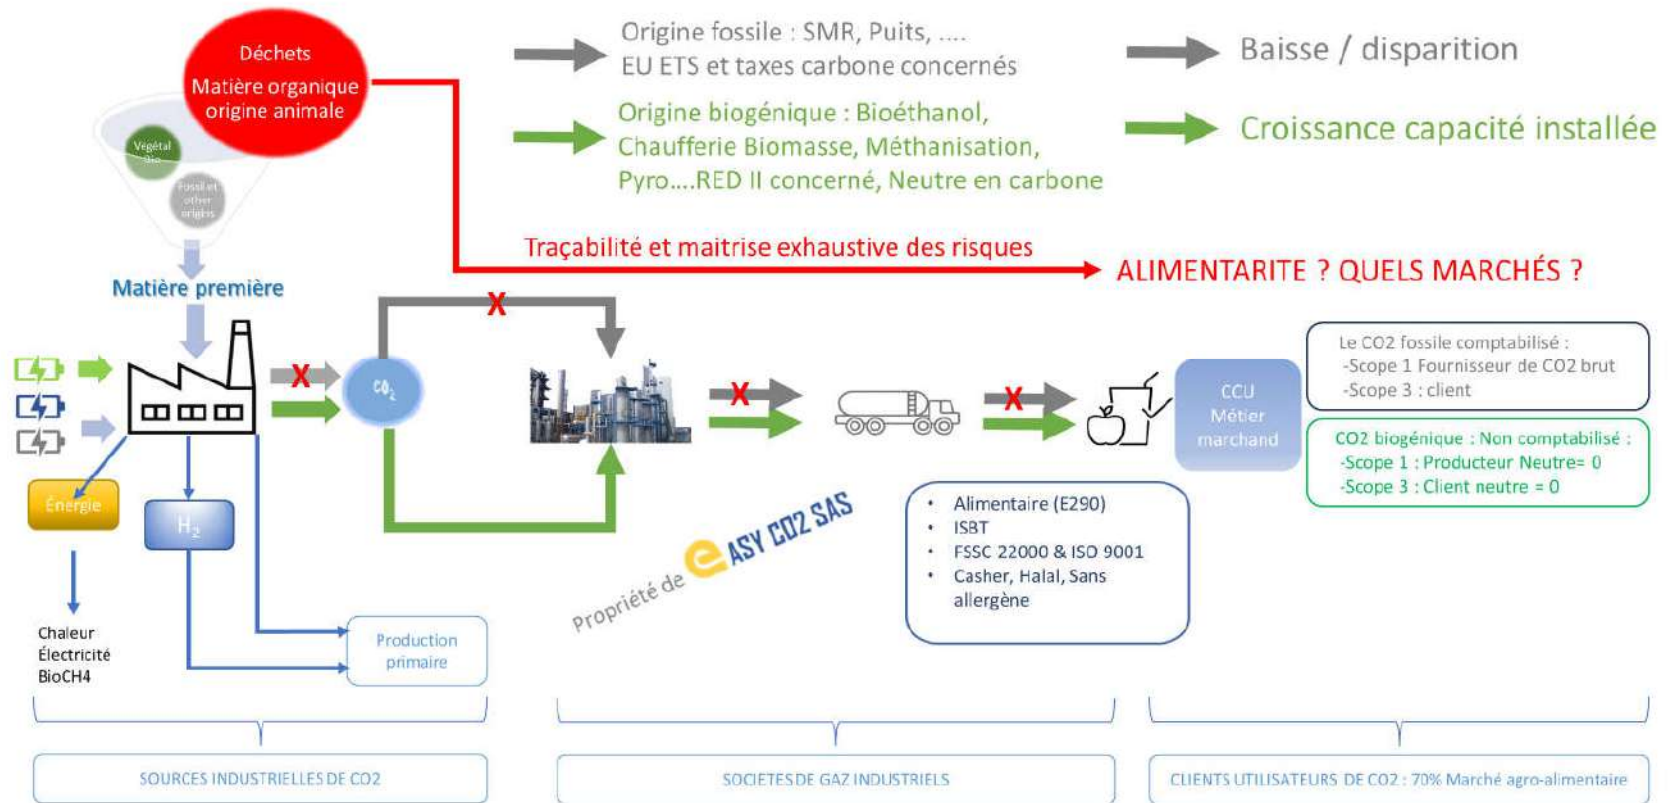 Déchets
Matière organique
origine animale
Végétal
Bio
Fossil et
other
origins
Origine fossile : SMR, Puits, ....
EU ETS et taxes carbone concernés
Baisse / disparition
Origine biogénique : Bioéthanol,
Chaufferie Biomasse, Méthanisation,
Pyro....RED II concerné, Neutre en carbone
Croissance capacité installée
Traçabilité et maitrise exhaustive des risques
ALIMENTARITE ? QUELS MARCHÉS ?
Matière première
X
X
CO2
X
X
CCU
Métier
marchand
Le CO2 fossile comptabilisé :
-Scope 1 Fournisseur de CO2 brut
-Scope 3 : client
CO2 biogénique : Non comptabilisé :
-Scope 1 : Producteur Neutre= 0
-Scope 3 : Client neutre = 0
Énergie
H2
Chaleur
Électricité
BioCH4
Production
primaire
Propriété de eASY CO2 SAS
• Alimentaire (E290)
• ISBT
• FSSC 22000 & ISO 9001
• Casher, Halal, Sans
allergène
SOURCES INDUSTRIELLES DE CO2
SOCIETES DE GAZ INDUSTRIELS
CLIENTS UTILISATEURS DE CO2 : 70% Marché agro-alimentaire